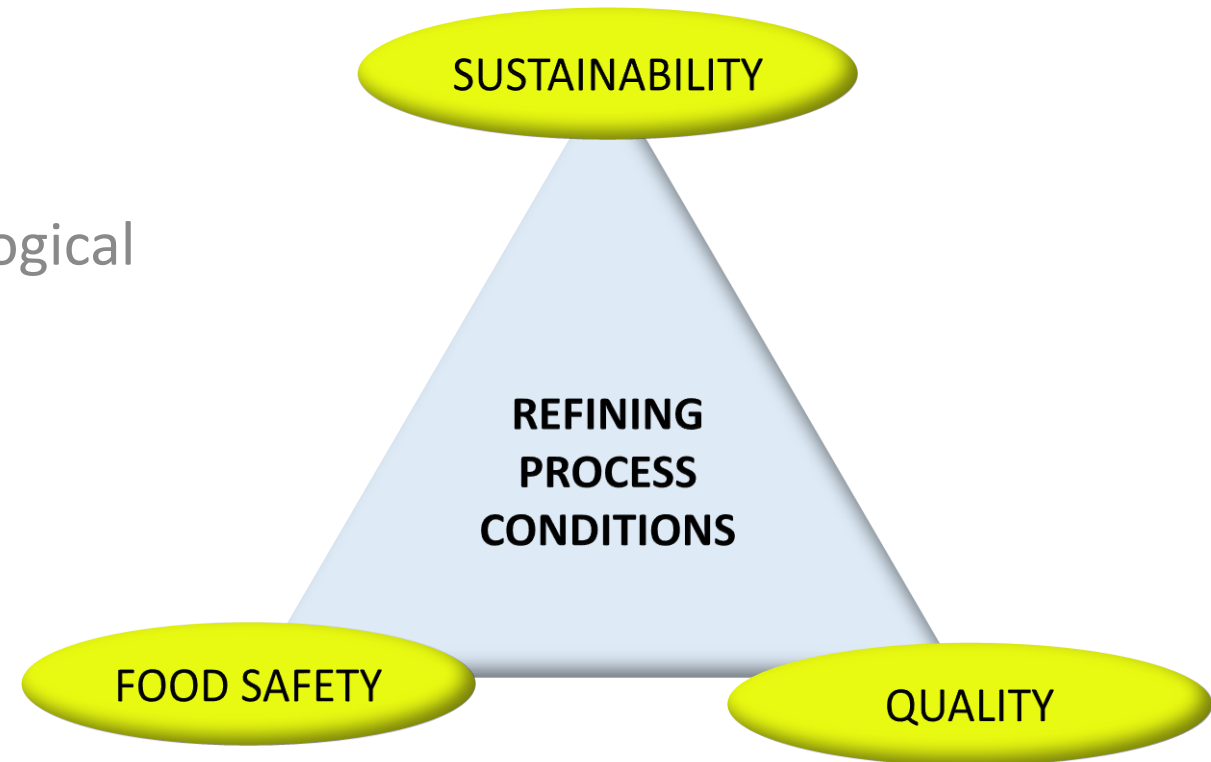 SUSTAINABILITY
ogical
REFINING
PROCESS
CONDITIONS
FOOD SAFETY
QUALITY